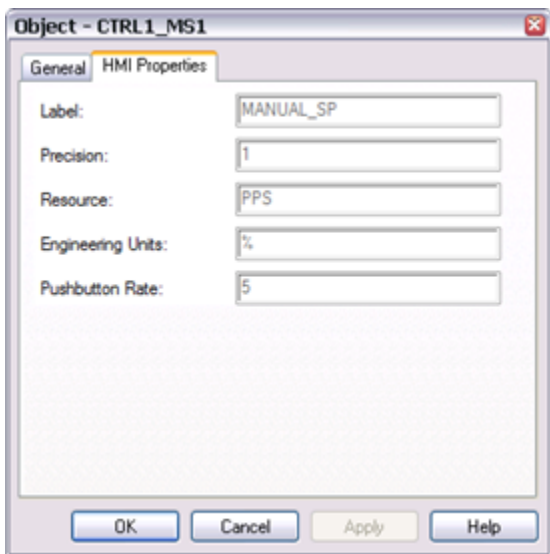 Object - CTRL1_MS1
General HMI Properties
Label: MANUAL_SP
Precision: 1
Resource: PPS
Engineering Units: %
Pushbutton Rate: 5
OK Cancel Apply Help